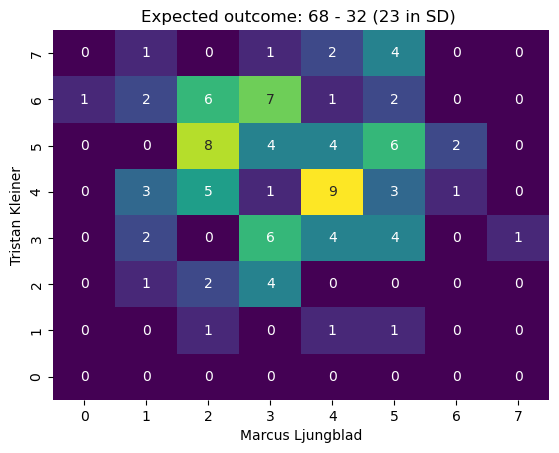 Expected outcome: 68 - 32 (23 in SD)
7 0 1 0 1 2 4 0 0
6 1 2 6 7 1 2 0 0
5 0 0 8 4 4 6 2 0
4 0 3 5 1 9 3 1 0
3 0 2 0 6 4 4 0 1
2 0 1 2 4 0 0 0 0
1 0 0 1 0 1 1 0 0
0 0 0 0 0 0 0 0 0
0 1 2 3 4 5 6 7
Tristan Kleiner
Marcus Ljungblad